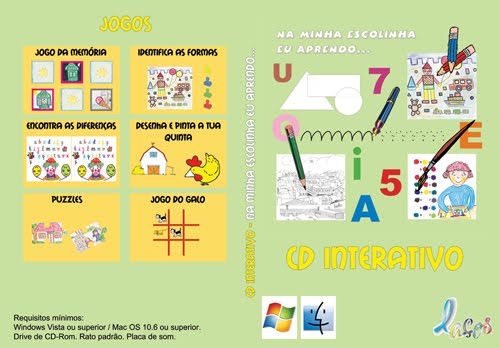 JOGOS
JOGO DA MEMÓRIA
IDENTIFICA AS FORMAS
ENCONTRA AS DIFERENÇAS
DESENHA E PINTA A TUA
QUINTA
PUZZLES
JOGO DO GALO
Requisitos mínimos:
Windows Vista ou superior / Mac OS 10.6 ou superior.
Drive de CD-Rom. Rato padrão. Placa de som.
CD INTERATIVO - NA MINHA ESCOLINHA EU APRENDO...
NA MINHA ESCOLINHA
EU APRENDO...
U
7
O
E
i
5
A
CD INTERATIVO
laços